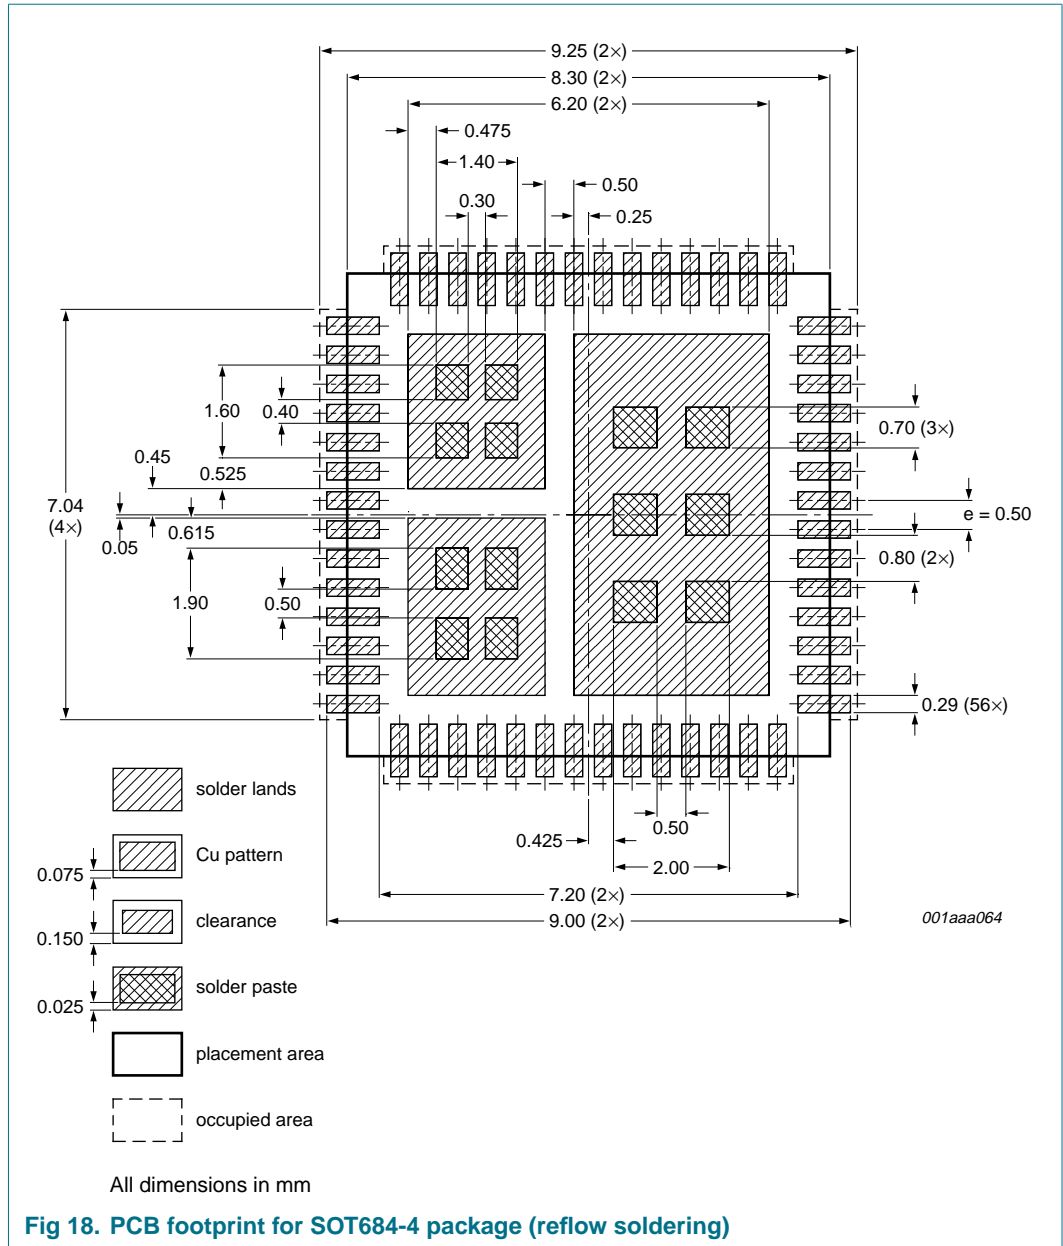 9.25 (2×)
8.30 (2×)
6.20 (2×)
0.475
1.40
0.50
0.30
0.25
1.60
0.40
0.70 (3×)
0.45
0.525
7.04
(4×)
0.615
e = 0.50
0.05
0.80 (2×)
1.90
0.50
0.29 (56×)
solder lands
0.425
0.50
Cu pattern
0.075
2.00
7.20 (2×)
clearance
9.00 (2×)
001aaa064
0.150
solder paste
0.025
placement area
occupied area
All dimensions in mm
Fig 18. PCB footprint for SOT684-4 package (reflow soldering)